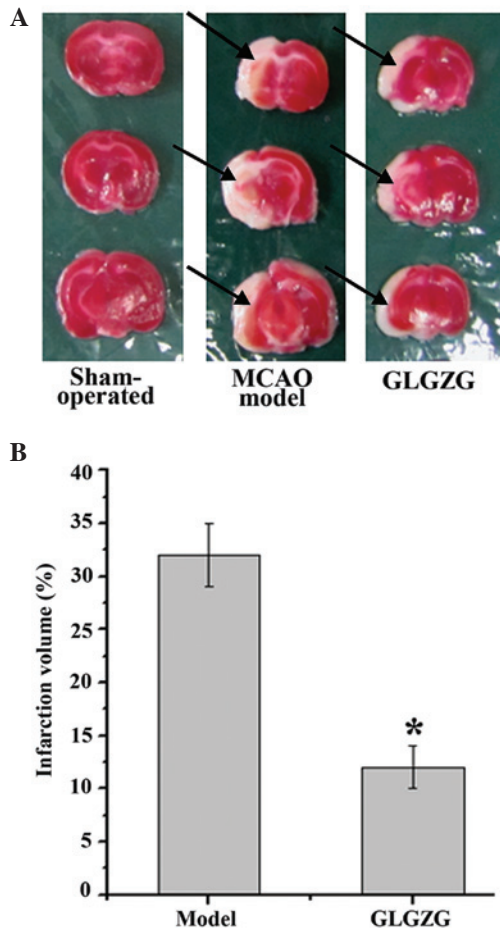 A
Sham-
operated
MCAO
model
GLGZG
B
Infarction volume (%)
40
35
30
25
20
15
10
5
0
*
Model
GLGZG